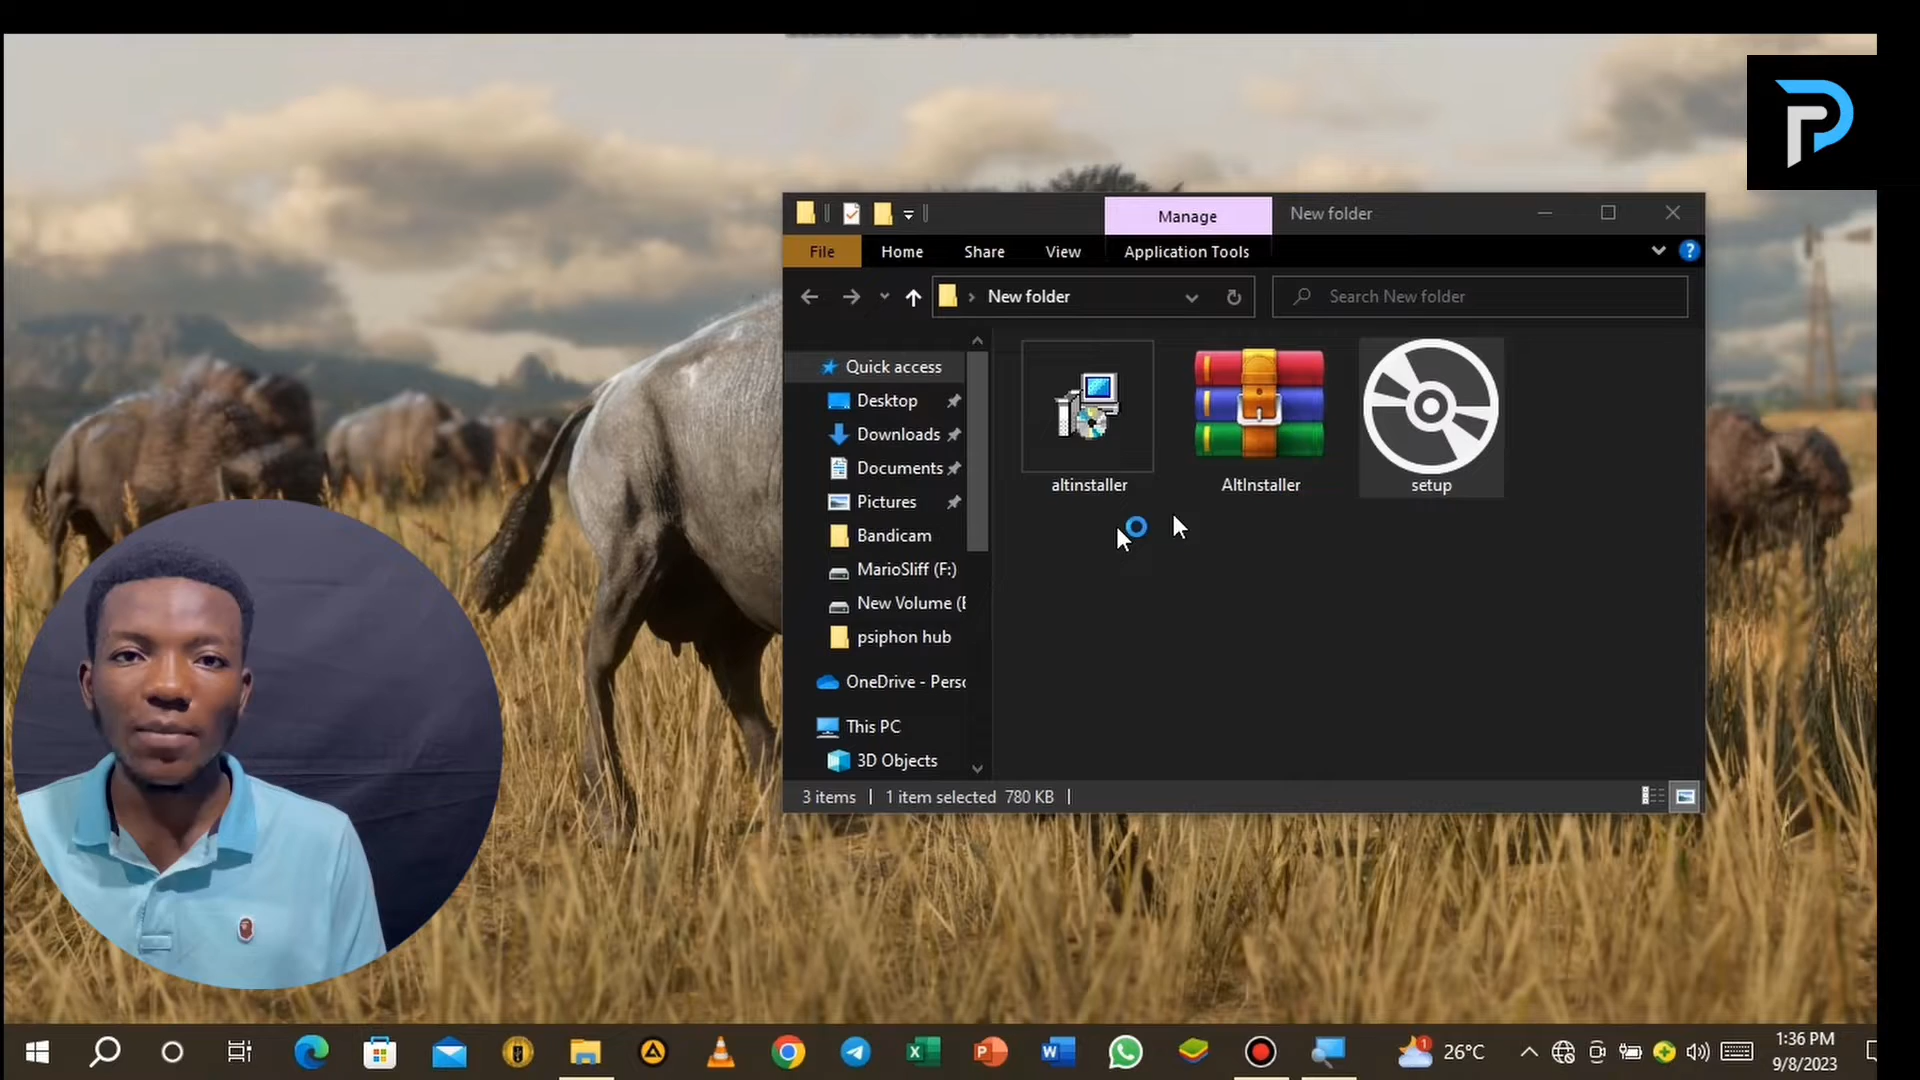 Manage
New folder
File
Home
Share
View
Application Tools
New folder
Search New folder
Quick access
Desktop
Downloads
Documents
Pictures
Bandicam
MarioSliff (F:)
New Volume (E
psiphon hub
OneDrive - Perso
This PC
3D Objects
altinstaller
AltInstaller
setup
3 items
1 item selected 780 KB
26°C
1:36 PM
9/8/2023